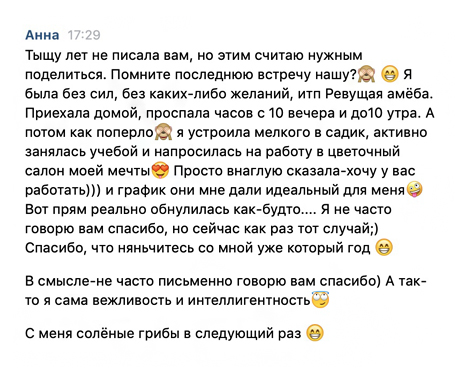 Анна 17:29
Тыщу лет не писала вам, но этим считаю нужным
поделиться. Помните последнюю встречу нашу?🙈 😁 Я
была без сил, без каких-либо желаний, итп Ревущая амёба.
Приехала домой, проспала часов с 10 вечера и до10 утра. А
потом как поперло🙈 я устроила мелкого в садик, активно
занялась учебой и напросилась на работу в цветочный
салон моей мечты😍 Просто внаглую сказала-хочу у вас
работать))) и график они мне дали идеальный для меня🤪
Вот прям реально обнулилась как-будто.... Я не часто
говорю вам спасибо, но сейчас как раз тот случай;)
Спасибо, что няньчитесь со мной уже который год 😁
В смысле-не часто письменно говорю вам спасибо) А так-
то я сама вежливость и интеллигентность😇
С меня солёные грибы в следующий раз 😁